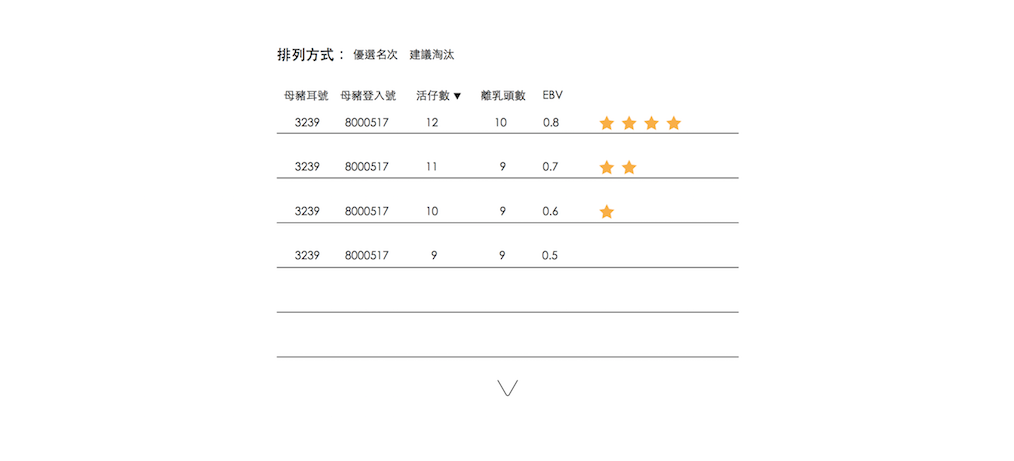 排列方式： 優選名次 建議淘汰
母豬耳號 母豬登入號 活仔數▼ 離乳頭數 EBV
3239 8000517 12 10 0.8
3239 8000517 11 9 0.7
3239 8000517 10 9 0.6
3239 8000517 9 9 0.5